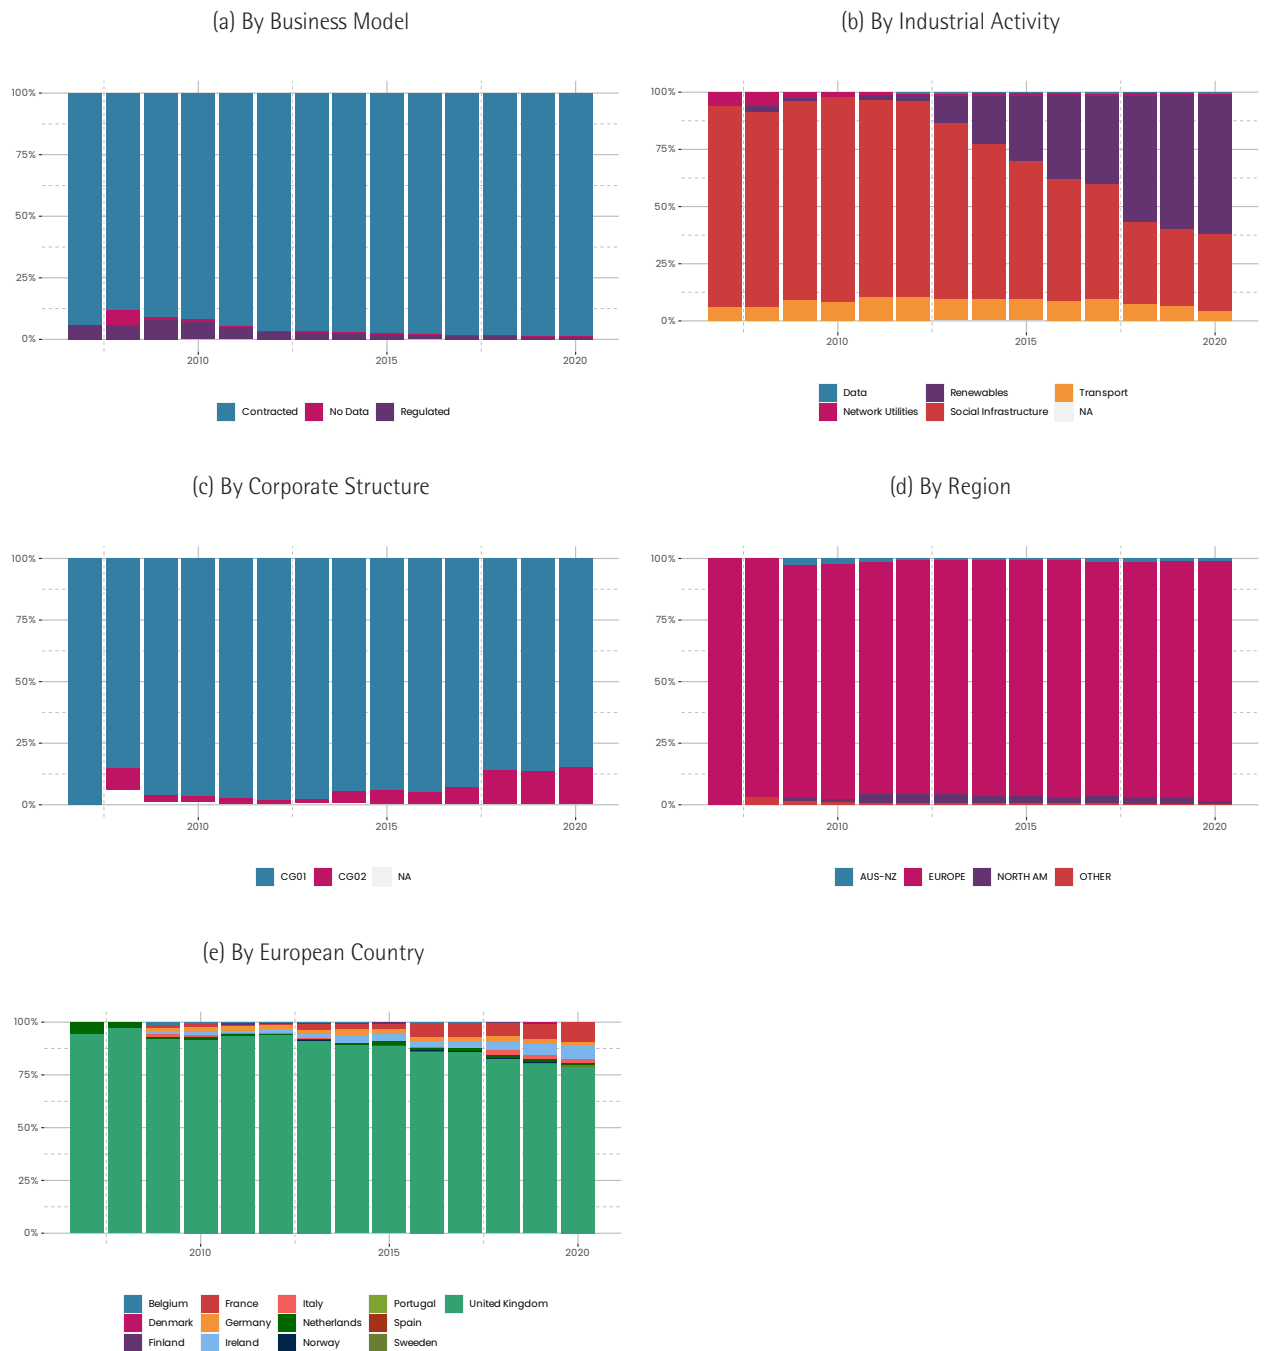 (a) By Business Model
100%
75%
50%
25%
0%
2010
2015
2020
Contracted
No Data
Regulated
(b) By Industrial Activity
100%
75%
50%
25%
0%
2010
2015
2020
Data
Renewables
Transport
Network Utilities
Social Infrastructure
NA
(c) By Corporate Structure
100%
75%
50%
25%
0%
2010
2015
2020
CG01
CG02
NA
(d) By Region
100%
75%
50%
25%
0%
2010
2015
2020
AUS-NZ
EUROPE
NORTH AM
OTHER
(e) By European Country
100%
75%
50%
25%
0%
2010
2015
2020
Belgium
France
Italy
Portugal
United Kingdom
Denmark
Germany
Netherlands
Spain
Finland
Ireland
Norway
Sweden